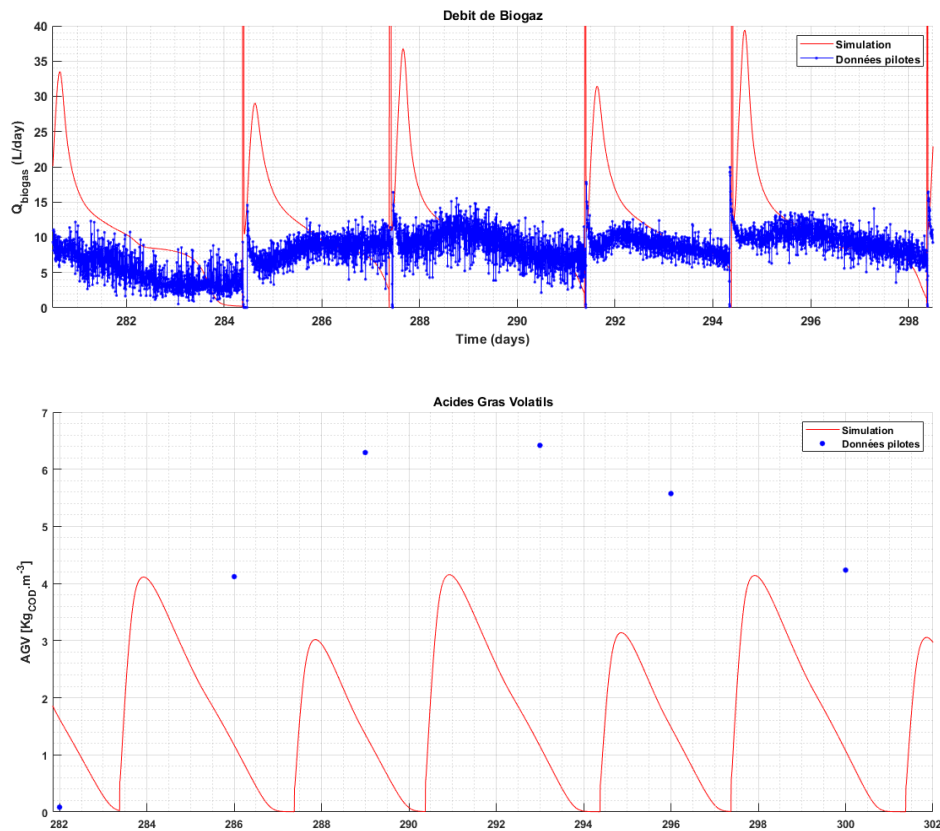 Debit de Biogaz
Simulation
Données pilotes
40
35
30
25
20
15
10
5
0
Q_biogas (L/day)
282 284 286 288 290 292 294 296 298
Time (days)
Acides Gras Volatils
Simulation
Données pilotes
7
6
5
4
3
2
1
0
AGV [Kg_COD.m^-3]
282 284 286 288 290 292 294 296 298 300 302